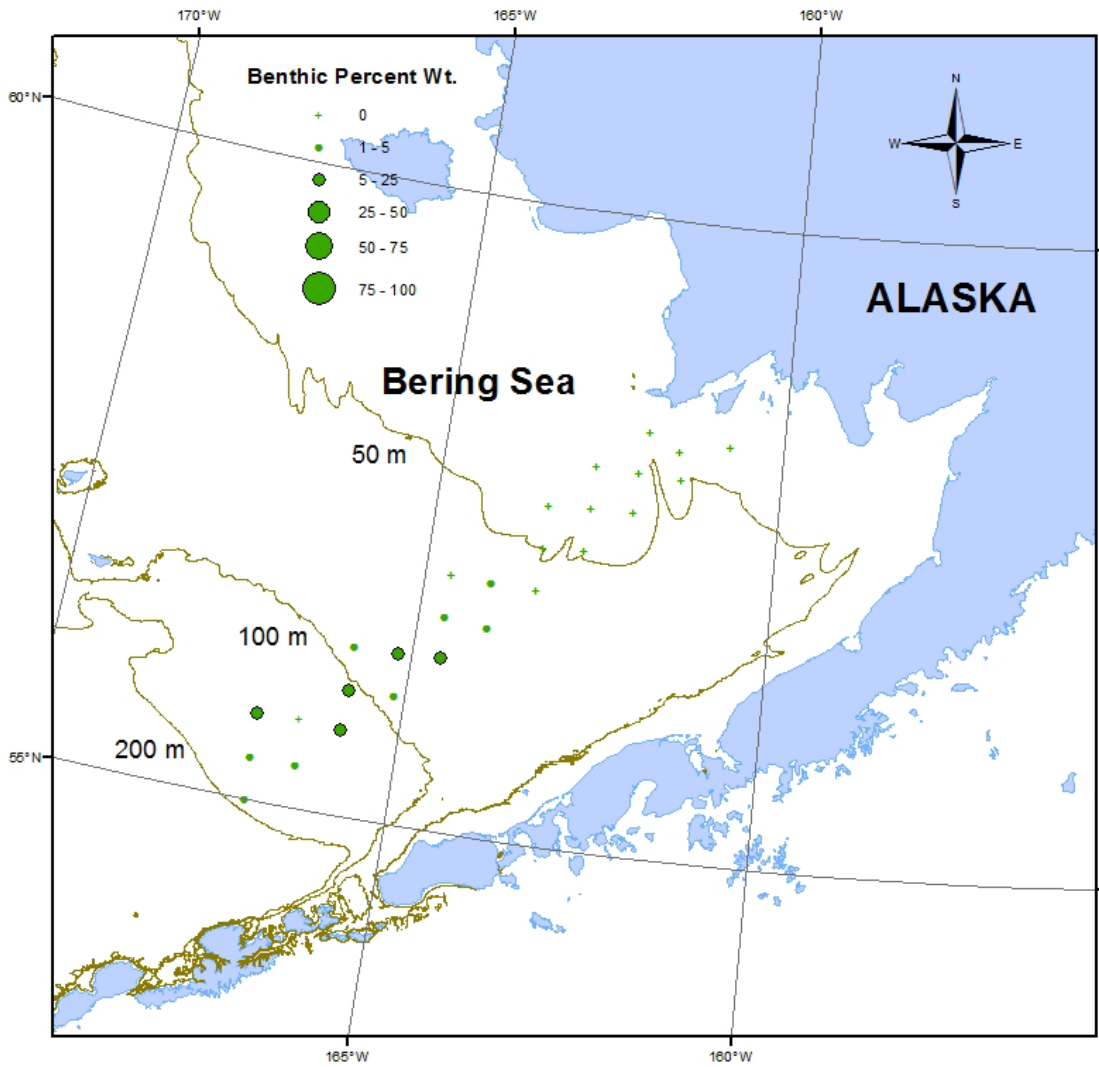 170°W
165°W
160°W
60°N
Benthic Percent Wt.
0
1 - 5
5 - 25
25 - 50
50 - 75
75 - 100
N
W
E
S
ALASKA
Bering Sea
50 m
100 m
200 m
55°N
165°W
160°W